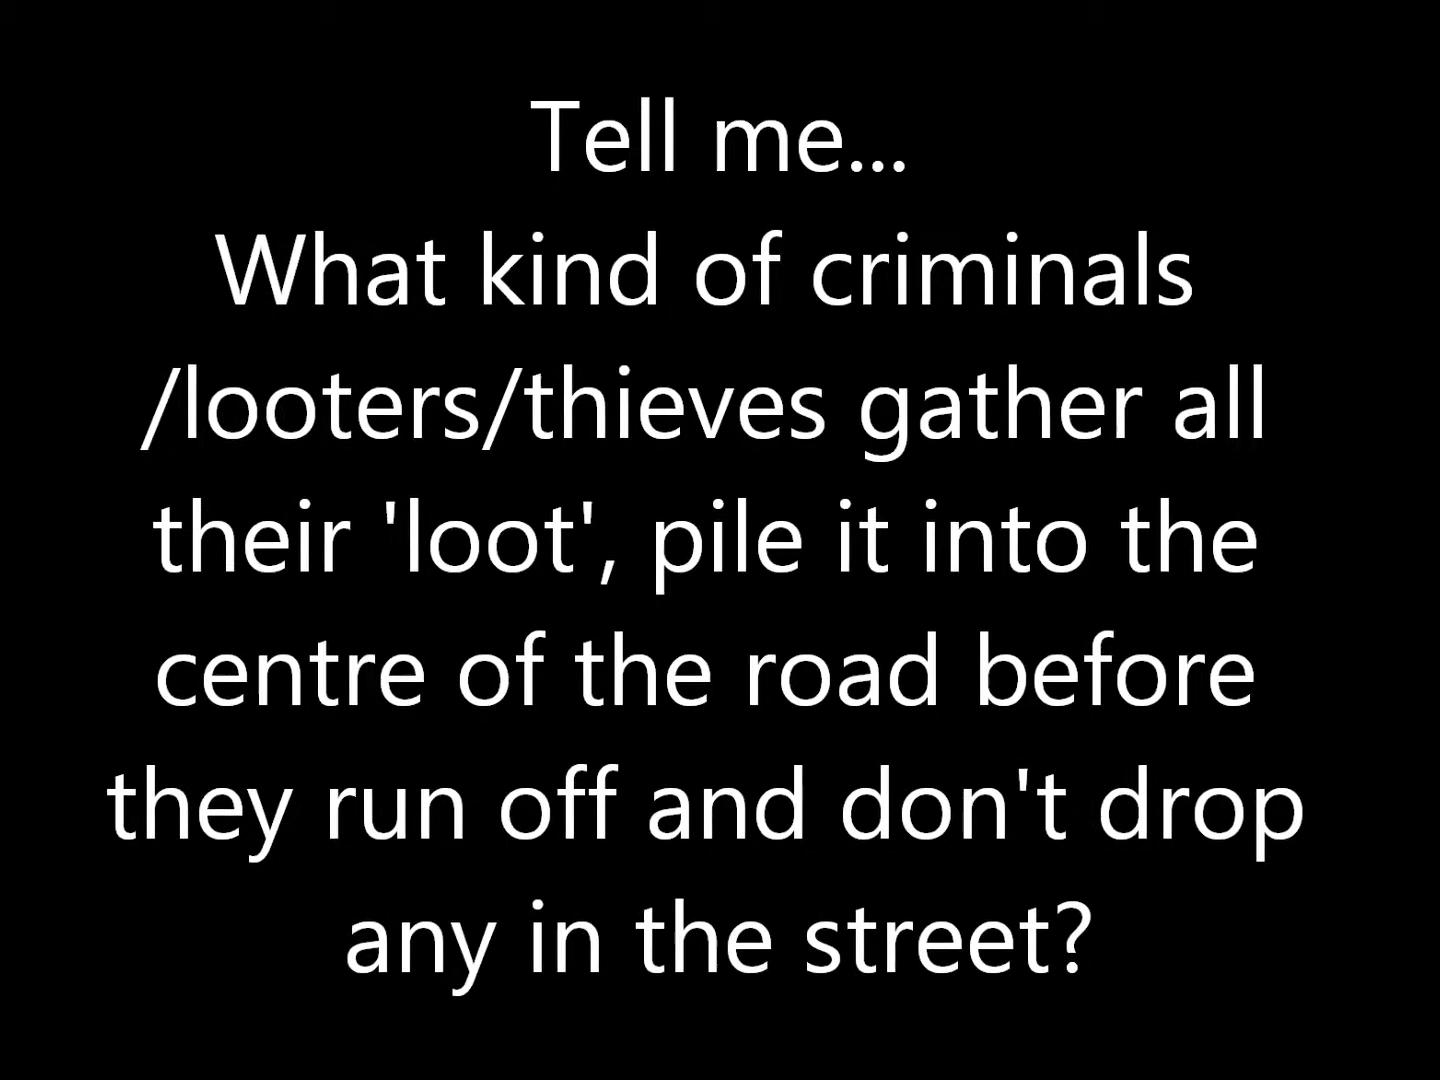 Tell me...
What kind of criminals
/looters/thieves gather all
their 'loot', pile it into the
centre of the road before
they run off and don't drop
any in the street?